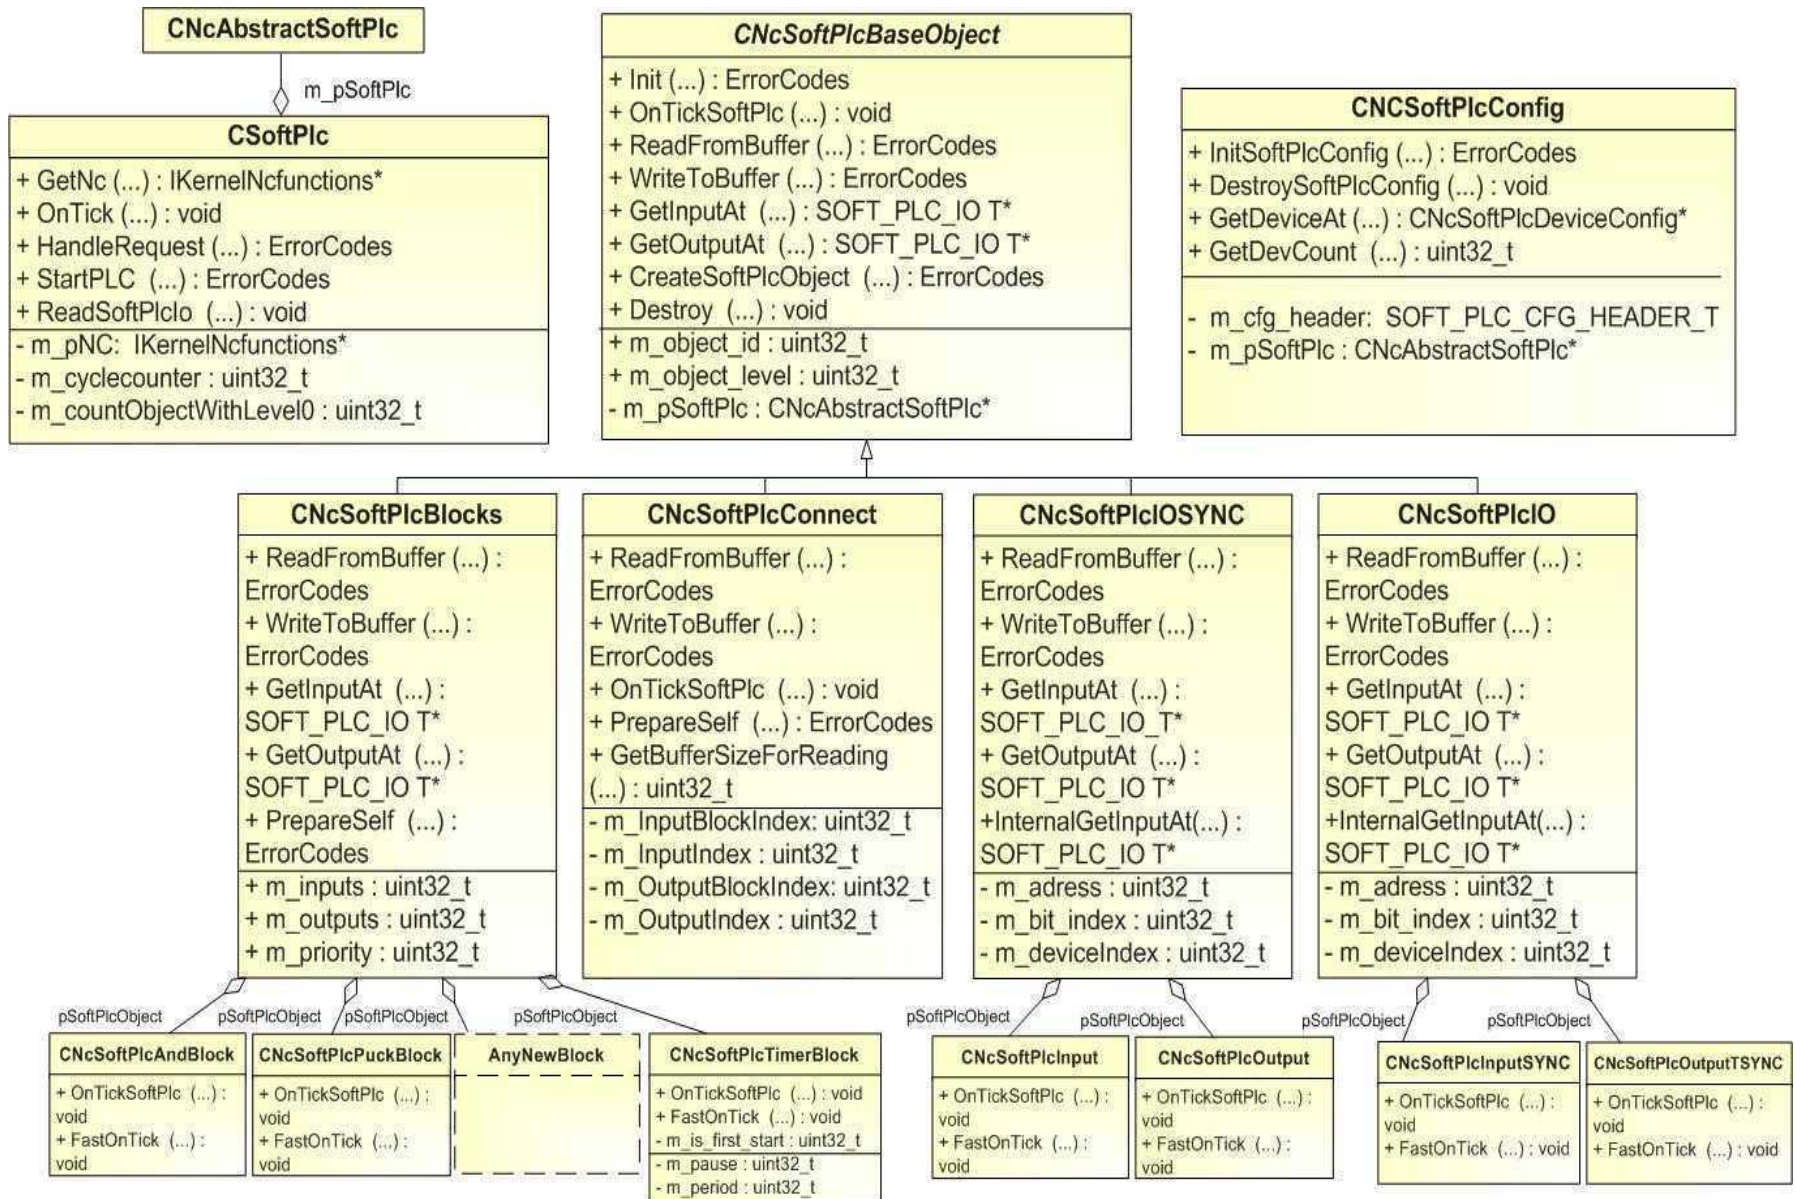 CNcAbstractSoftPlc
m_pSoftPlc
CSoftPlc
+ GetNc (...) : IKernelNcfunctions*
+ OnTick (...) : void
+ HandleRequest (...) : ErrorCodes
+ StartPLC (...) : ErrorCodes
+ ReadSoftPlcIo (...) : void
- m_pNC: IKernelNcfunctions*
- m_cyclecounter : uint32_t
- m_countObjectWithLevel0 : uint32_t
CNcSoftPlcBaseObject
+ Init (...) : ErrorCodes
+ OnTickSoftPlc (...) : void
+ ReadFromBuffer (...) : ErrorCodes
+ WriteToBuffer (...) : ErrorCodes
+ GetInputAt (...) : SOFT_PLC_IO T*
+ GetOutputAt (...) : SOFT_PLC_IO T*
+ CreateSoftPlcObject (...) : ErrorCodes
+ Destroy (...) : void
+ m_object_id : uint32_t
+ m_object_level : uint32_t
- m_pSoftPlc : CNcAbstractSoftPlc*
CNCSoftPlcConfig
+ InitSoftPlcConfig (...) : ErrorCodes
+ DestroySoftPlcConfig (...) : void
+ GetDeviceAt (...) : CNcSoftPlcDeviceConfig*
+ GetDevCount (...) : uint32_t
- m_cfg_header: SOFT_PLC_CFG_HEADER_T
- m_pSoftPlc : CNcAbstractSoftPlc*
CNcSoftPlcBlocks
+ ReadFromBuffer (...) :
ErrorCodes
+ WriteToBuffer (...) :
ErrorCodes
+ GetInputAt (...) :
SOFT_PLC_IO T*
+ GetOutputAt (...) :
SOFT_PLC_IO T*
+ PrepareSelf (...) :
ErrorCodes
+ m_inputs : uint32_t
+ m_outputs : uint32_t
+ m_priority : uint32_t
CNcSoftPlcConnect
+ ReadFromBuffer (...) :
ErrorCodes
+ WriteToBuffer (...) :
ErrorCodes
+ OnTickSoftPlc (...) : void
+ PrepareSelf (...) : ErrorCodes
+ GetBufferSizeForReading
(...) : uint32_t
- m_InputBlockIndex: uint32_t
- m_InputIndex : uint32_t
- m_OutputBlockIndex: uint32_t
- m_OutputIndex : uint32_t
CNcSoftPlcIOSYNC
+ ReadFromBuffer (...) :
ErrorCodes
+ WriteToBuffer (...) :
ErrorCodes
+ GetInputAt (...) :
SOFT_PLC_IO_T*
+ GetOutputAt (...) :
SOFT_PLC_IO T*
+InternalGetInputAt(...) :
SOFT_PLC_IO T*
- m_adress : uint32_t
- m_bit_index : uint32_t
- m_deviceIndex : uint32_t
CNcSoftPlcIO
+ ReadFromBuffer (...) :
ErrorCodes
+ WriteToBuffer (...) :
ErrorCodes
+ GetInputAt (...) :
SOFT_PLC_IO T*
+ GetOutputAt (...) :
SOFT_PLC_IO T*
+InternalGetInputAt(...) :
SOFT_PLC_IO T*
- m_adress : uint32_t
- m_bit_index : uint32_t
- m_deviceIndex : uint32_t
pSoftPlcObject
pSoftPlcObject
pSoftPlcObject
pSoftPlcObject
pSoftPlcObject
pSoftPlcObject
pSoftPlcObject
pSoftPlcObject
CNcSoftPlcAndBlock
+ OnTickSoftPlc (...) :
void
+ FastOnTick (...) :
void
CNcSoftPlcPuckBlock
+ OnTickSoftPlc (...) :
void
+ FastOnTick (...) :
void
AnyNewBlock
CNcSoftPlcTimerBlock
+ OnTickSoftPlc (...) : void
+ FastOnTick (...) : void
- m_is_first_start : uint32_t
- m_pause : uint32_t
- m_period : uint32_t
CNcSoftPlcInput
+ OnTickSoftPlc (...) :
void
+ FastOnTick (...) :
void
CNcSoftPlcOutput
+ OnTickSoftPlc (...) :
void
+ FastOnTick (...) :
void
CNcSoftPlcInputSYNC
+ OnTickSoftPlc (...) :
void
+ FastOnTick (...) : void
CNcSoftPlcOutputTSYNC
+ OnTickSoftPlc (...) :
void
+ FastOnTick (...) : void